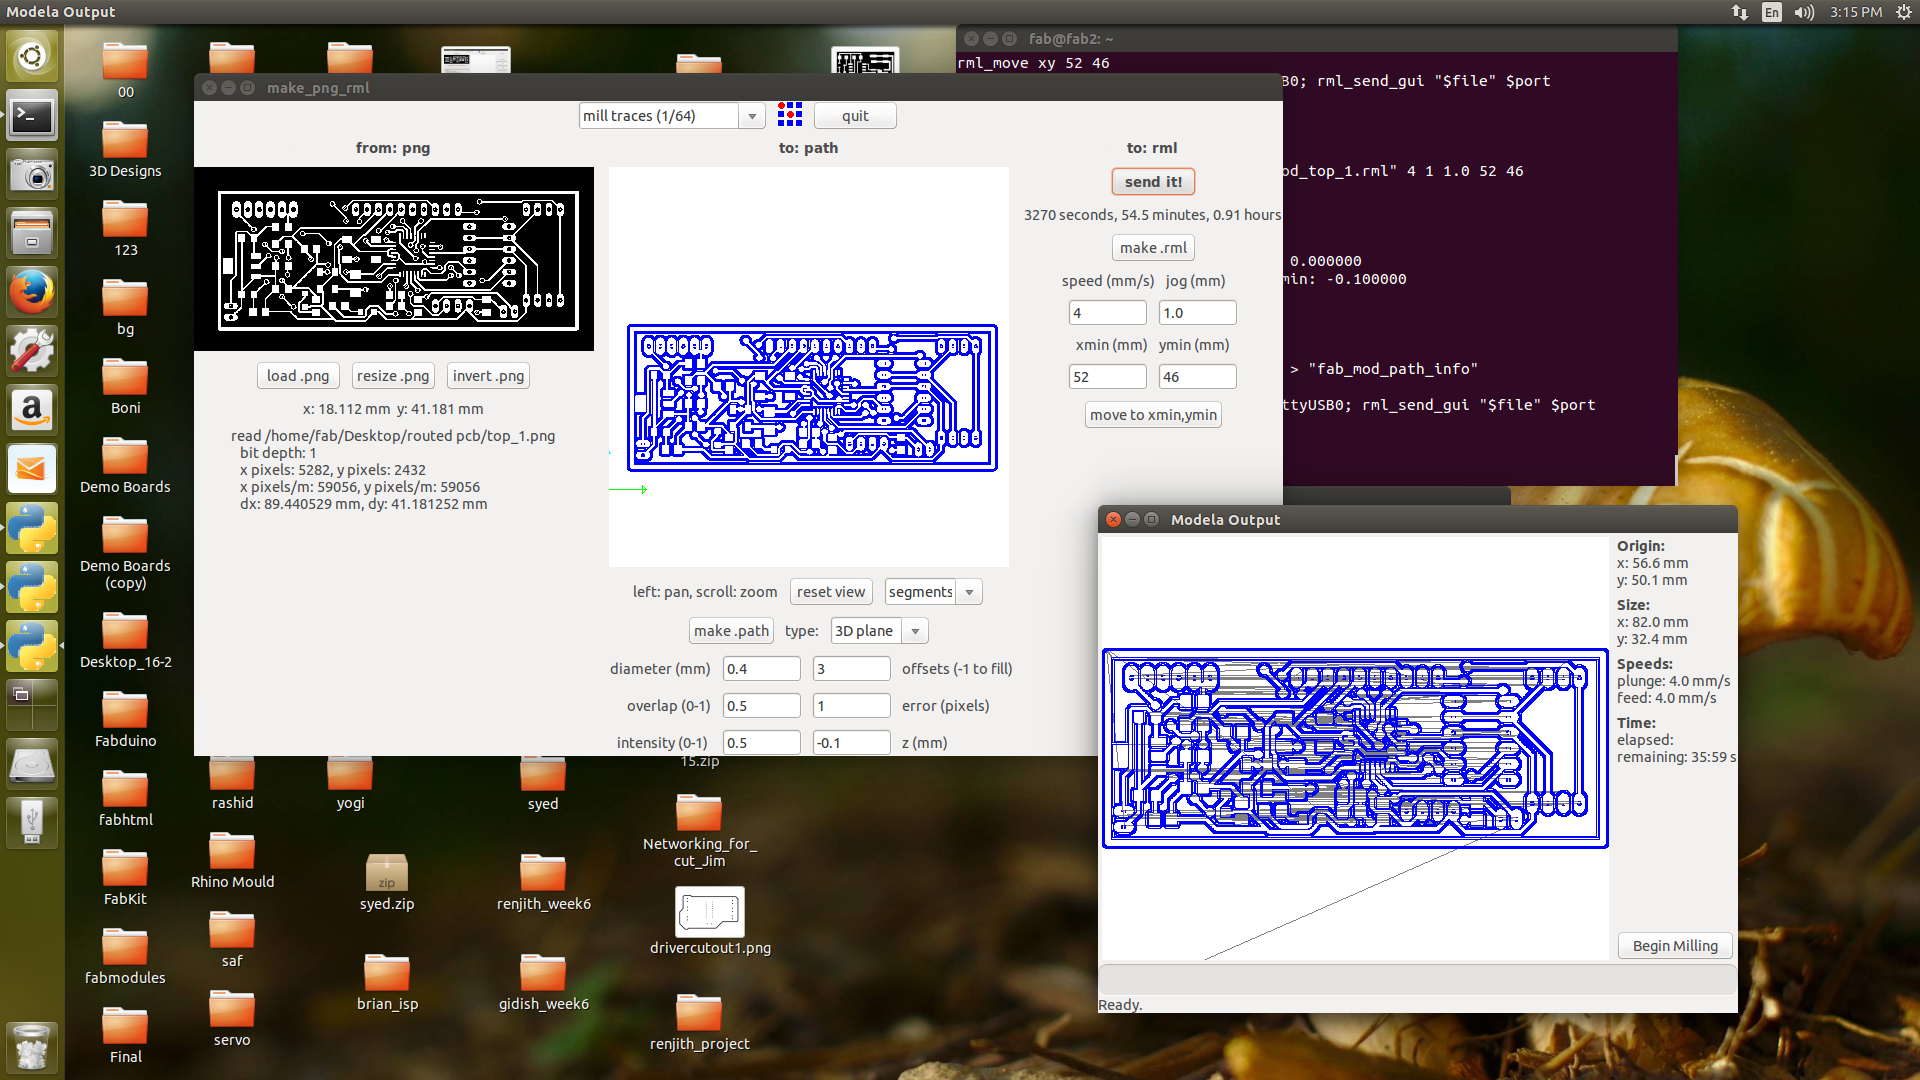 Modela Output
En
3:15 PM
00
3D Designs
123
bg
Boni
Demo Boards
Demo Boards
(copy)
Desktop_16-2
Fabduino
fabhtml
FabKit
fabmodules
Final
rashid
Rhino Mould
saf
servo
yogi
zip
syed.zip
brian_isp
syed
renjith_week6
gidish_week6
15.zip
Networking_for_
cut_Jim
drivercutout1.png
renjith_project
fab@fab2: ~
rml_move xy 52 46
B0; rml_send_gui "$file" $port
od_top_1.rml" 4 1 1.0 52 46
0.000000
min: -0.100000
> "fab_mod_path_info"
ttyUSB0; rml_send_gui "$file" $port
make_png_rml
mill traces (1/64)
quit
from: png
to: path
to: rml
load .png
resize .png
invert .png
x: 18.112 mm y: 41.181 mm
read /home/fab/Desktop/routed pcb/top_1.png
bit depth: 1
x pixels: 5282, y pixels: 2432
x pixels/m: 59056, y pixels/m: 59056
dx: 89.440529 mm, dy: 41.181252 mm
left: pan, scroll: zoom
reset view
segments
make .path
type:
3D plane
diameter (mm)
0.4
3
offsets (-1 to fill)
overlap (0-1)
0.5
1
error (pixels)
intensity (0-1)
0.5
-0.1
z (mm)
send it!
3270 seconds, 54.5 minutes, 0.91 hours
make .rml
speed (mm/s) jog (mm)
4
1.0
xmin (mm) ymin (mm)
52
46
move to xmin,ymin
Modela Output
Origin:
x: 56.6 mm
y: 50.1 mm
Size:
x: 82.0 mm
y: 32.4 mm
Speeds:
plunge: 4.0 mm/s
feed: 4.0 mm/s
Time:
elapsed:
remaining: 35:59 s
Begin Milling
Ready.